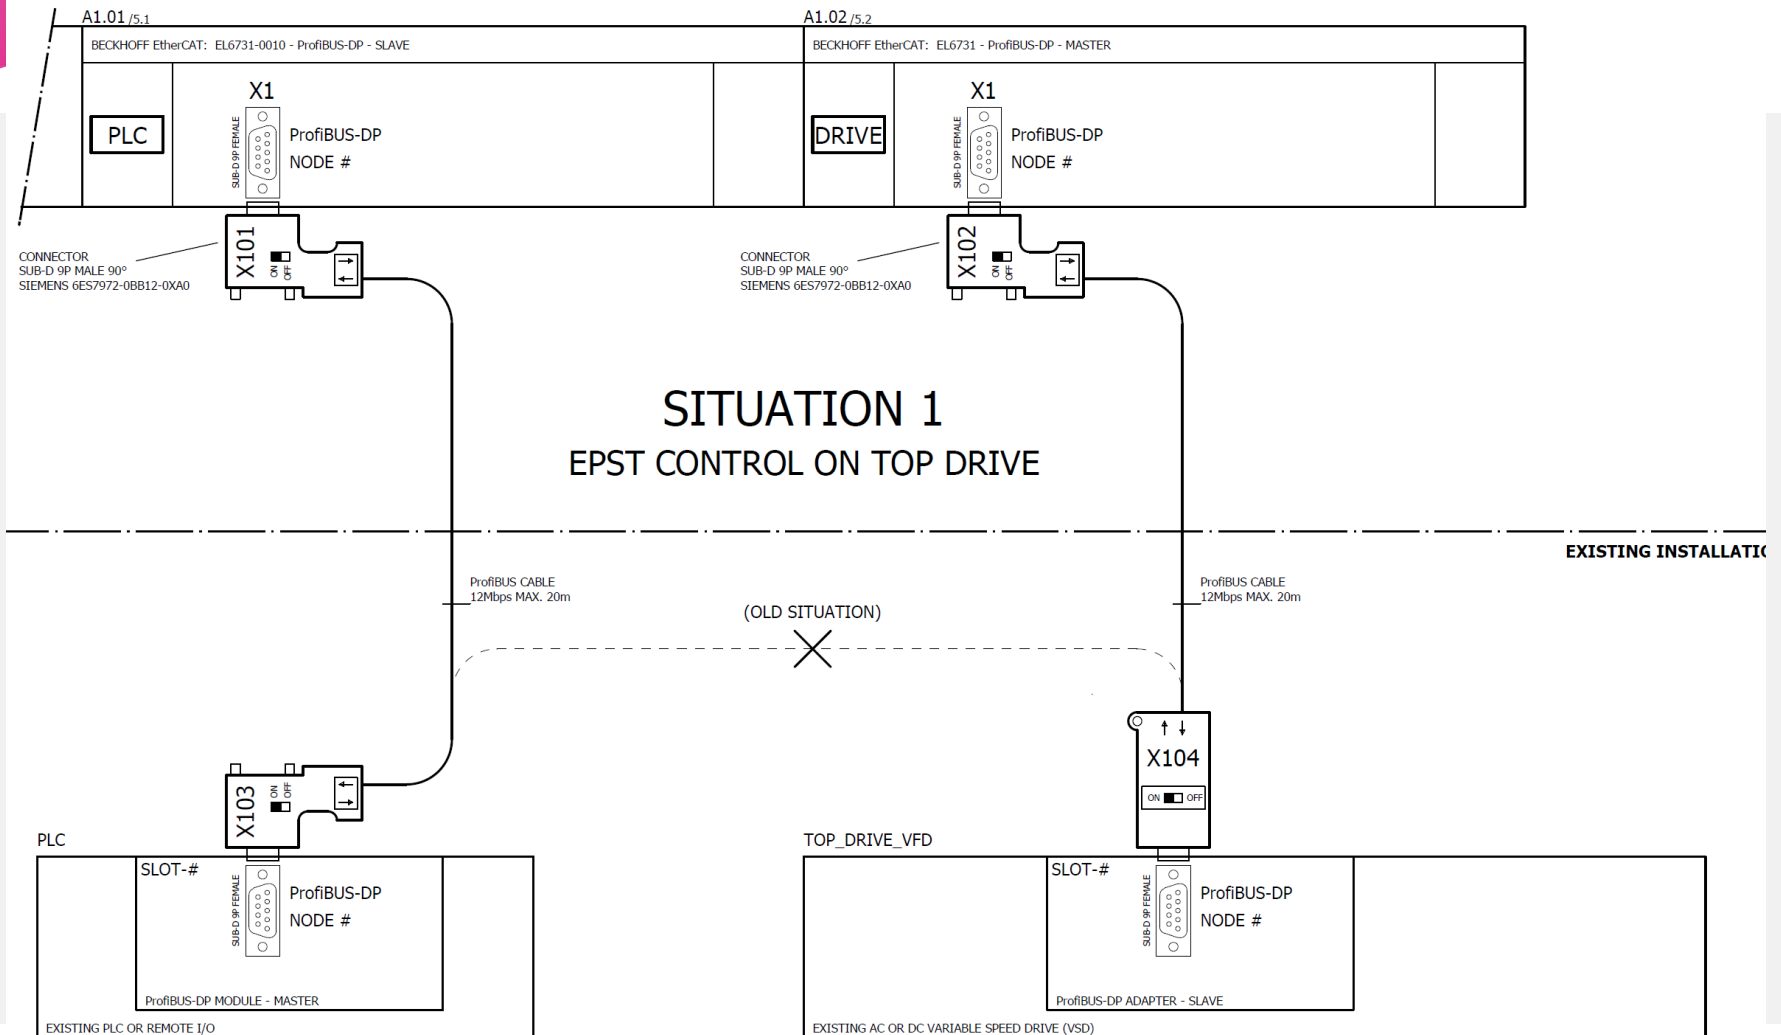 A1.01 /5.1
BECKHOFF EtherCAT: EL6731-0010 - ProfiBUS-DP - SLAVE
PLC
X1
SUB-D 9P FEMALE
ProfiBUS-DP
NODE #
A1.02 /5.2
BECKHOFF EtherCAT: EL6731 - ProfiBUS-DP - MASTER
DRIVE
X1
SUB-D 9P FEMALE
ProfiBUS-DP
NODE #
CONNECTOR
SUB-D 9P MALE 90°
SIEMENS 6ES7972-0BB12-0XA0
X101
ON
OFF
CONNECTOR
SUB-D 9P MALE 90°
SIEMENS 6ES7972-0BB12-0XA0
X102
ON
OFF
SITUATION 1
EPST CONTROL ON TOP DRIVE
EXISTING INSTALLATIO
ProfiBUS CABLE
12Mbps MAX. 20m
(OLD SITUATION)
ProfiBUS CABLE
12Mbps MAX. 20m
X103
ON
OFF
X104
ON OFF
PLC
SLOT-#
SUB-D 9P FEMALE
ProfiBUS-DP
NODE #
ProfiBUS-DP MODULE - MASTER
EXISTING PLC OR REMOTE I/O
TOP_DRIVE_VFD
SLOT-#
SUB-D 9P FEMALE
ProfiBUS-DP
NODE #
ProfiBUS-DP ADAPTER - SLAVE
EXISTING AC OR DC VARIABLE SPEED DRIVE (VSD)